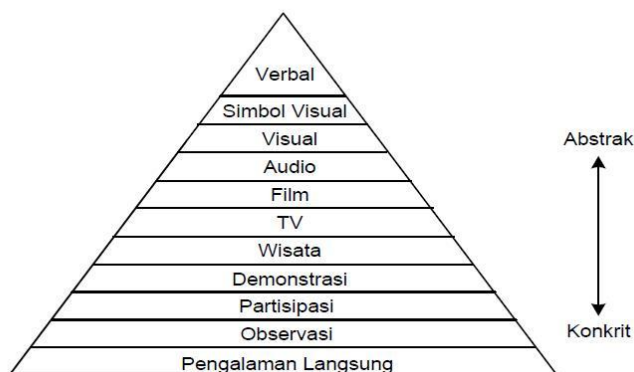 Verbal
Simbol Visual
Visual
Audio
Film
TV
Wisata
Demonstrasi
Partisipasi
Observasi
Pengalaman Langsung
Abstrak
Konkrit